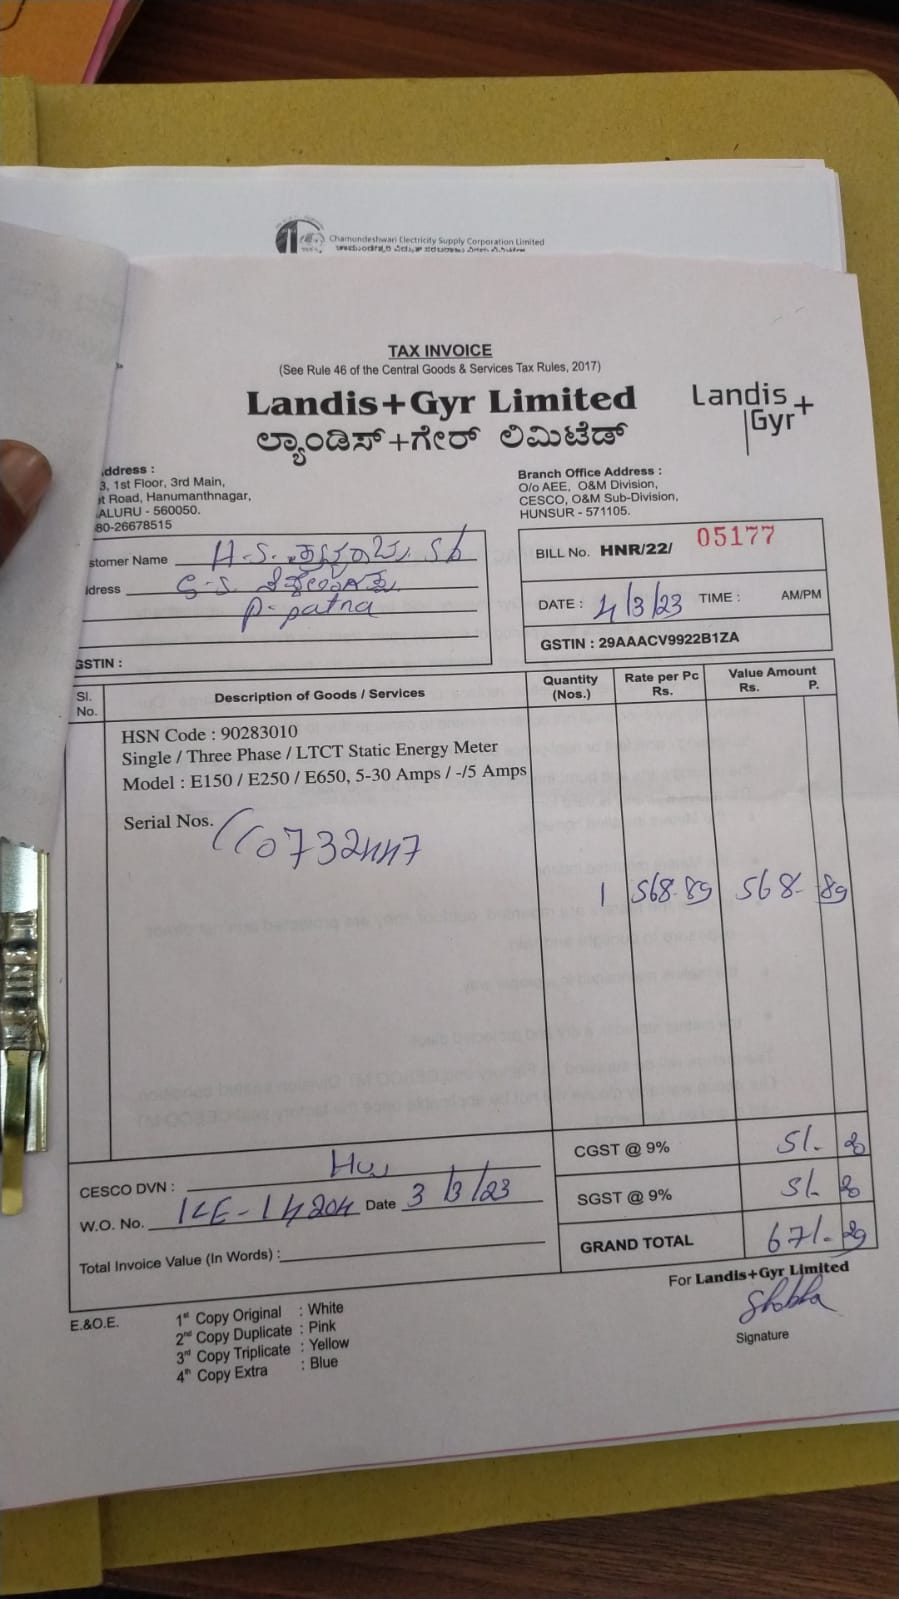 Chamundeshwari Electricity Supply Corporation Limited
TAX INVOICE
(See Rule 46 of the Central Goods & Services Tax Rules, 2017)
Landis+Gyr Limited
ಲ್ಯಾಂಡಿಸ್+ಗೇರ್ ಲಿಮಿಟೆಡ್
Landis+
Gyr
ddress :
3, 1st Floor, 3rd Main,
t Road, Hanumanthnagar,
ALURU - 560050.
80-26678515
Branch Office Address :
O/o AEE, O&M Division,
CESCO, O&M Sub-Division,
HUNSUR - 571105.
stomer Name H.S.
ddress G-S.
P-patna
GSTIN :
BILL No. HNR/22/ 05177
DATE : 4/3/23 TIME : AM/PM
GSTIN : 29AAACV9922B1ZA
Sl. No. Description of Goods / Services Quantity (Nos.) Rate per Pc Rs. Value Amount Rs. P.
HSN Code : 90283010
Single / Three Phase / LTCT Static Energy Meter
Model : E150 / E250 / E650, 5-30 Amps / -/5 Amps
Serial Nos.
1 568-89 568- 89
CGST @ 9% 51- 20
SGST @ 9% 51- 20
GRAND TOTAL 671- 29
CESCO DVN :
W.O. No. Date 3/3/23
Total Invoice Value (In Words) :
For Landis+Gyr Limited
Shobha
Signature
E.&O.E.
1st Copy Original : White
2nd Copy Duplicate : Pink
3rd Copy Triplicate : Yellow
4th Copy Extra : Blue